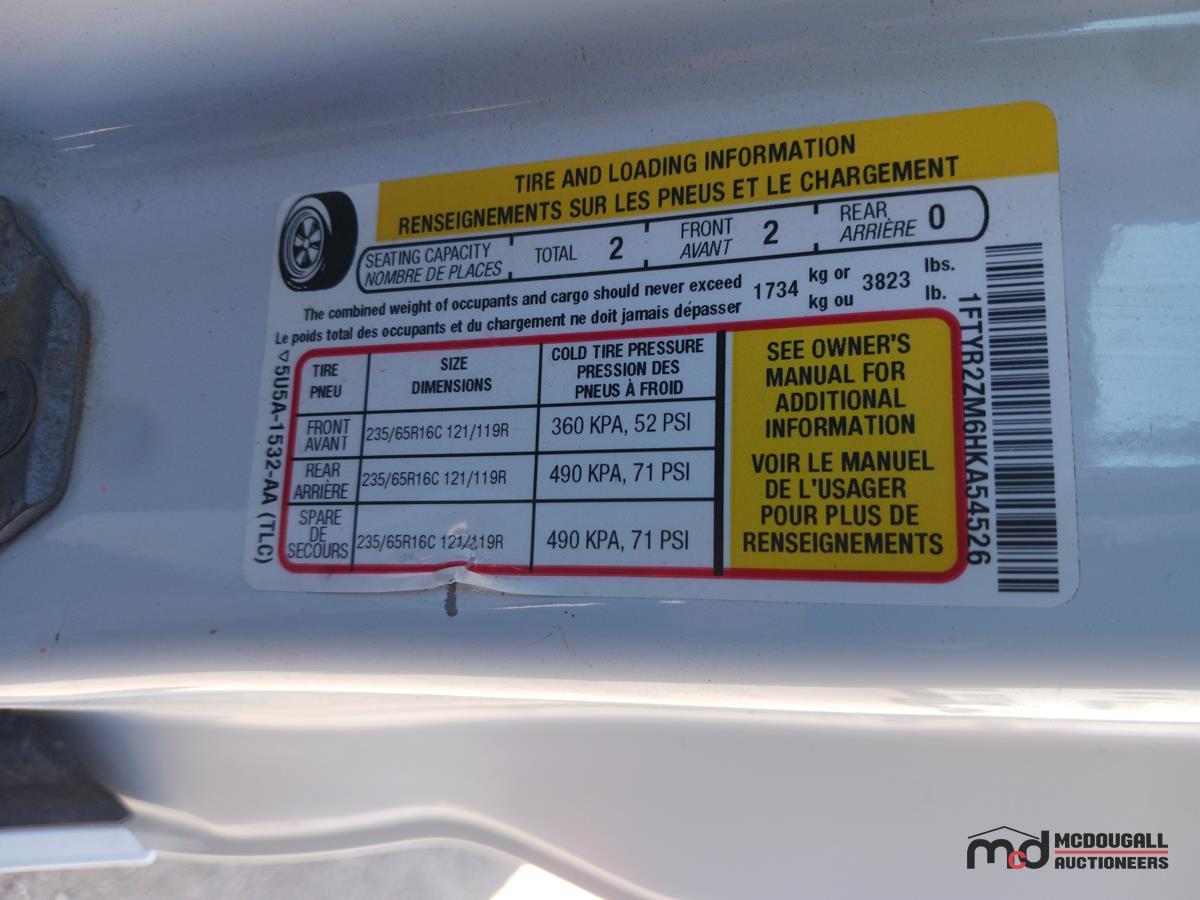 TIRE AND LOADING INFORMATION
RENSEIGNEMENTS SUR LES PNEUS ET LE CHARGEMENT
SEATING CAPACITY
NOMBRE DE PLACES
TOTAL 2
FRONT
AVANT
2
REAR
ARRIÈRE
0
The combined weight of occupants and cargo should never exceed
Le poids total des occupants et du chargement ne doit jamais dépasser
1734
kg or
kg ou
3823
lbs.
lb.
TIRE
PNEU
SIZE
DIMENSIONS
COLD TIRE PRESSURE
PRESSION DES
PNEUS À FROID
FRONT
AVANT
235/65R16C 121/119R
360 KPA, 52 PSI
REAR
ARRIÈRE
235/65R16C 121/119R
490 KPA, 71 PSI
SPARE
DE
SECOURS
235/65R16C 121/119R
490 KPA, 71 PSI
SEE OWNER'S
MANUAL FOR
ADDITIONAL
INFORMATION
VOIR LE MANUEL
DE L'USAGER
POUR PLUS DE
RENSEIGNEMENTS
5U5A-1532-AA (TLC)
1FTYR2ZM6HKA54526
mcd
MCDOUGALL
AUCTIONEERS